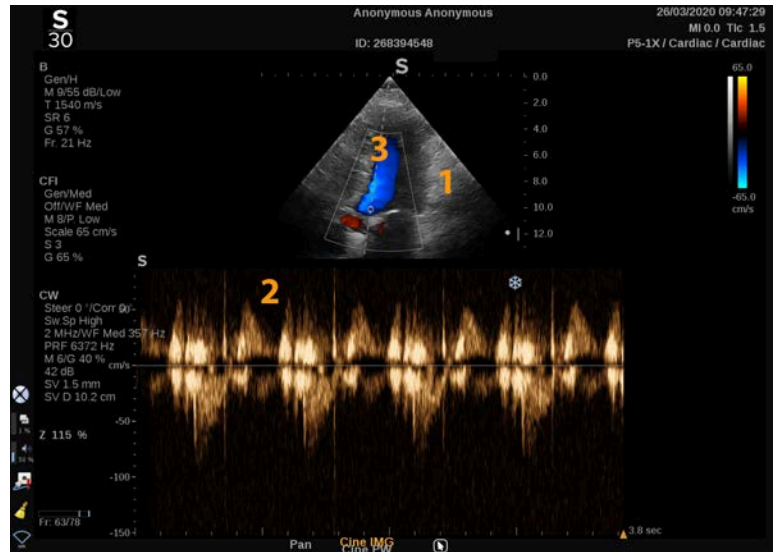 S
30
Anonymous Anonymous
ID: 268394548
26/03/2020 09:47:29
MI 0.0 TIc 1.5
P5-1X / Cardiac / Cardiac
B
Gen/H
M 9/55 dB/Low
T 1540 m/s
SR 6
G 57 %
Fr. 21 Hz
CFI
Gen/Med
Off/WF Med
M 8/P. Low
Scale 65 cm/s
S 3
G 65 %
S
3
1
0.0
2.0
4.0
6.0
8.0
10.0
12.0
65.0
-65.0
cm/s
S
2
CW
Steer 0 °/Corr 0
Sw.Sp High
2 MHz/WF Med 357 Hz
PRF 6372 Hz
M 6/G 40 %
42 dB
SV 1.5 mm
SV D 10.2 cm
Z 115 %
cm/s
-50
-100
-150
1 %
50 %
Fr: 63/78
3.8 sec
Pan
Cine IMG
Cine PW